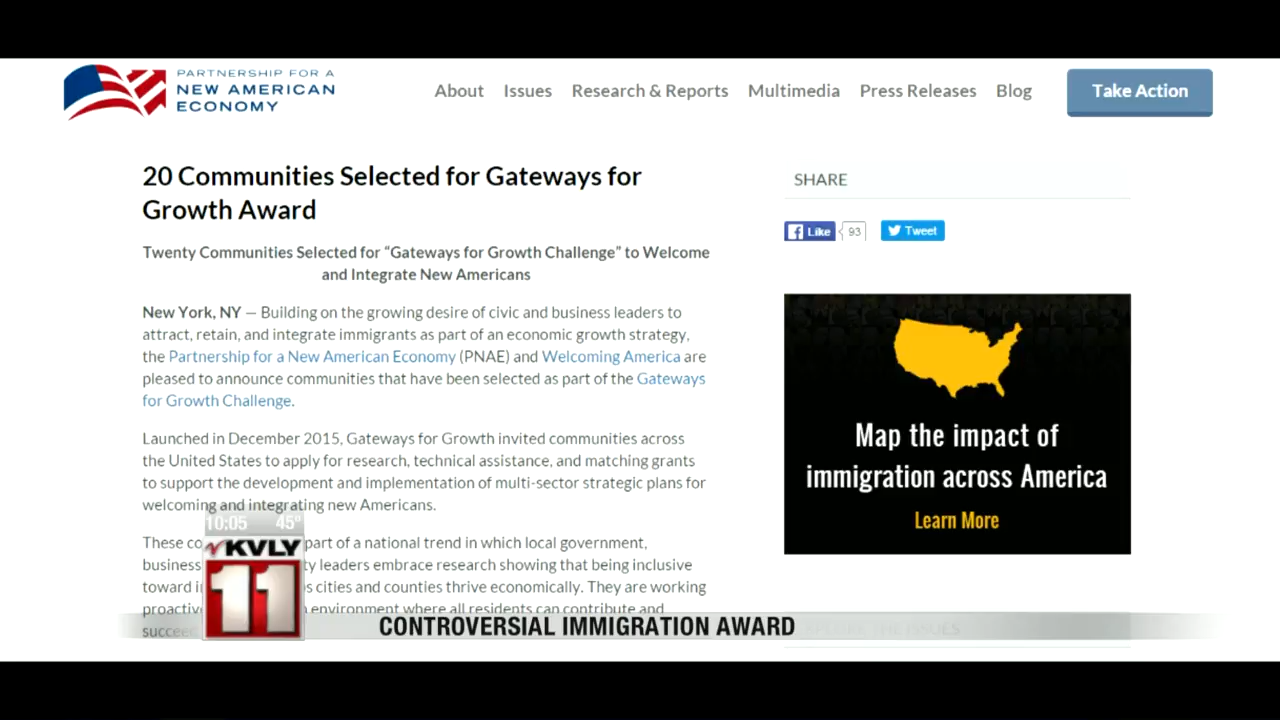 PARTNERSHIP FOR A
NEW AMERICAN
ECONOMY
About Issues Research & Reports Multimedia Press Releases Blog Take Action
20 Communities Selected for Gateways for
Growth Award
Twenty Communities Selected for “Gateways for Growth Challenge” to Welcome
and Integrate New Americans
New York, NY — Building on the growing desire of civic and business leaders to
attract, retain, and integrate immigrants as part of an economic growth strategy,
the Partnership for a New American Economy (PNAE) and Welcoming America are
pleased to announce communities that have been selected as part of the Gateways
for Growth Challenge.
Launched in December 2015, Gateways for Growth invited communities across
the United States to apply for research, technical assistance, and matching grants
to support the development and implementation of multi-sector strategic plans for
welcoming and integrating new Americans.
These co part of a national trend in which local government,
business leaders embrace research showing that being inclusive
toward cities and counties thrive economically. They are working
environment where all residents can contribute and
SHARE
Like 93 Tweet
Map the impact of
immigration across America
Learn More
10:05 45°
KVLY
11
CONTROVERSIAL IMMIGRATION AWARD